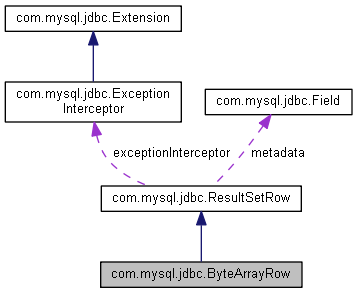 com.mysql.jdbc.Extension
com.mysql.jdbc.Exception
Interceptor
com.mysql.jdbc.Field
exceptionInterceptor
metadata
com.mysql.jdbc.ResultSetRow
com.mysql.jdbc.ByteArrayRow